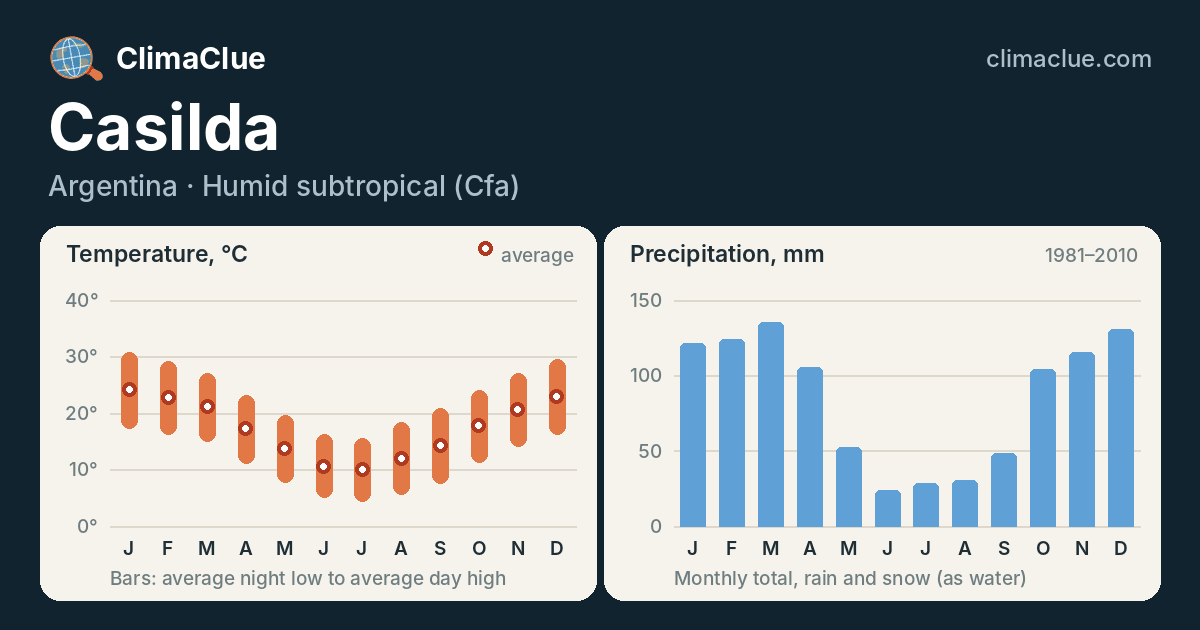 ClimaClue
climaclue.com
Casilda
Argentina · Humid subtropical (Cfa)
Temperature, °C
average
40°
30°
20°
10°
0°
J F M A M J J A S O N D
Bars: average night low to average day high
Precipitation, mm
1981–2010
150
100
50
0
J F M A M J J A S O N D
Monthly total, rain and snow (as water)